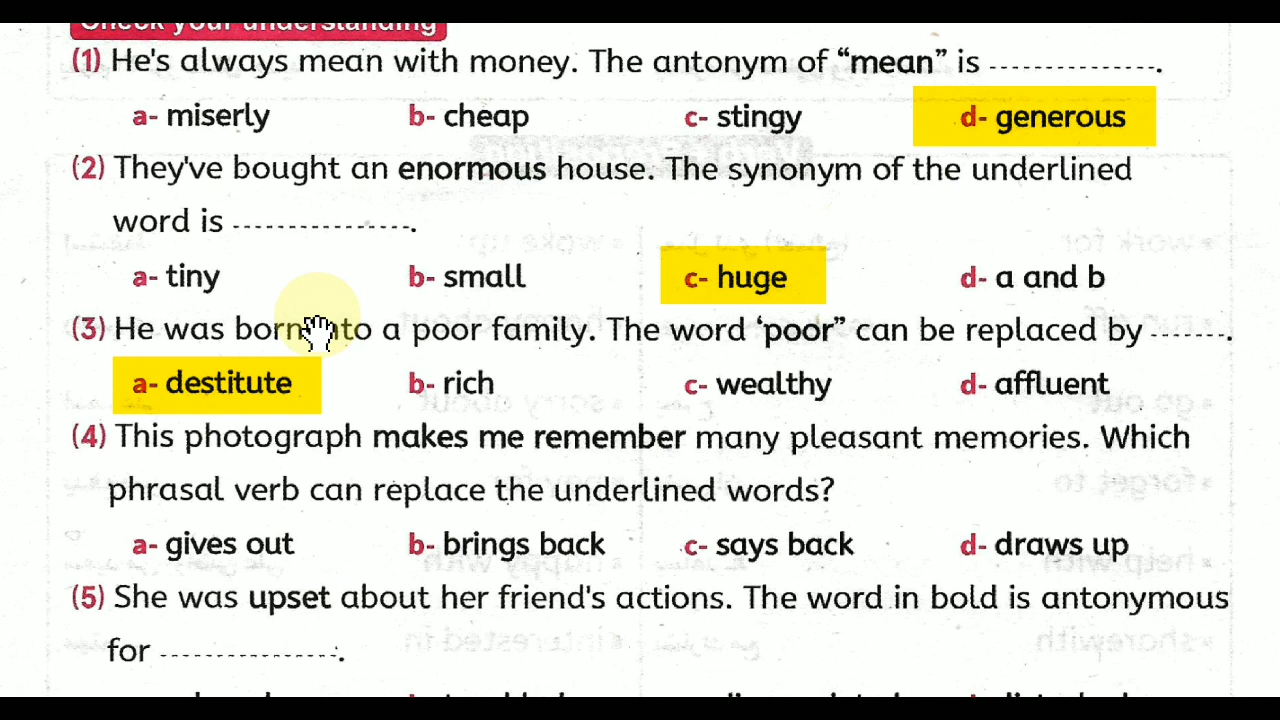 Check your understanding
(1) He's always mean with money. The antonym of “mean” is ----------------.
a- miserly b- cheap c- stingy d- generous
(2) They've bought an enormous house. The synonym of the underlined
word is ----------------.
a- tiny b- small c- huge d- a and b
(3) He was born into a poor family. The word ‘poor” can be replaced by -------.
a- destitute b- rich c- wealthy d- affluent
(4) This photograph makes me remember many pleasant memories. Which
phrasal verb can replace the underlined words?
a- gives out b- brings back c- says back d- draws up
(5) She was upset about her friend's actions. The word in bold is antonymous
for ----------------.